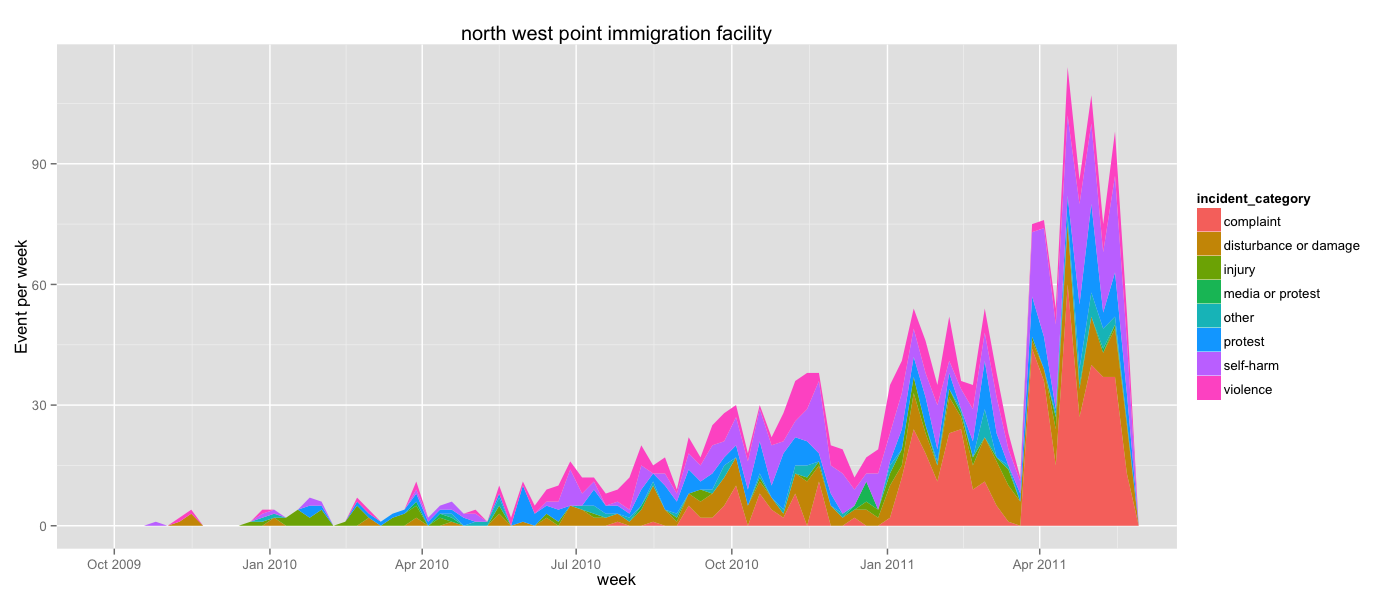 north west point immigration facility
Event per week
90
60
30
0
Oct 2009
Jan 2010
Apr 2010
Jul 2010
Oct 2010
Jan 2011
Apr 2011
week
incident_category
complaint
disturbance or damage
injury
media or protest
other
protest
self-harm
violence